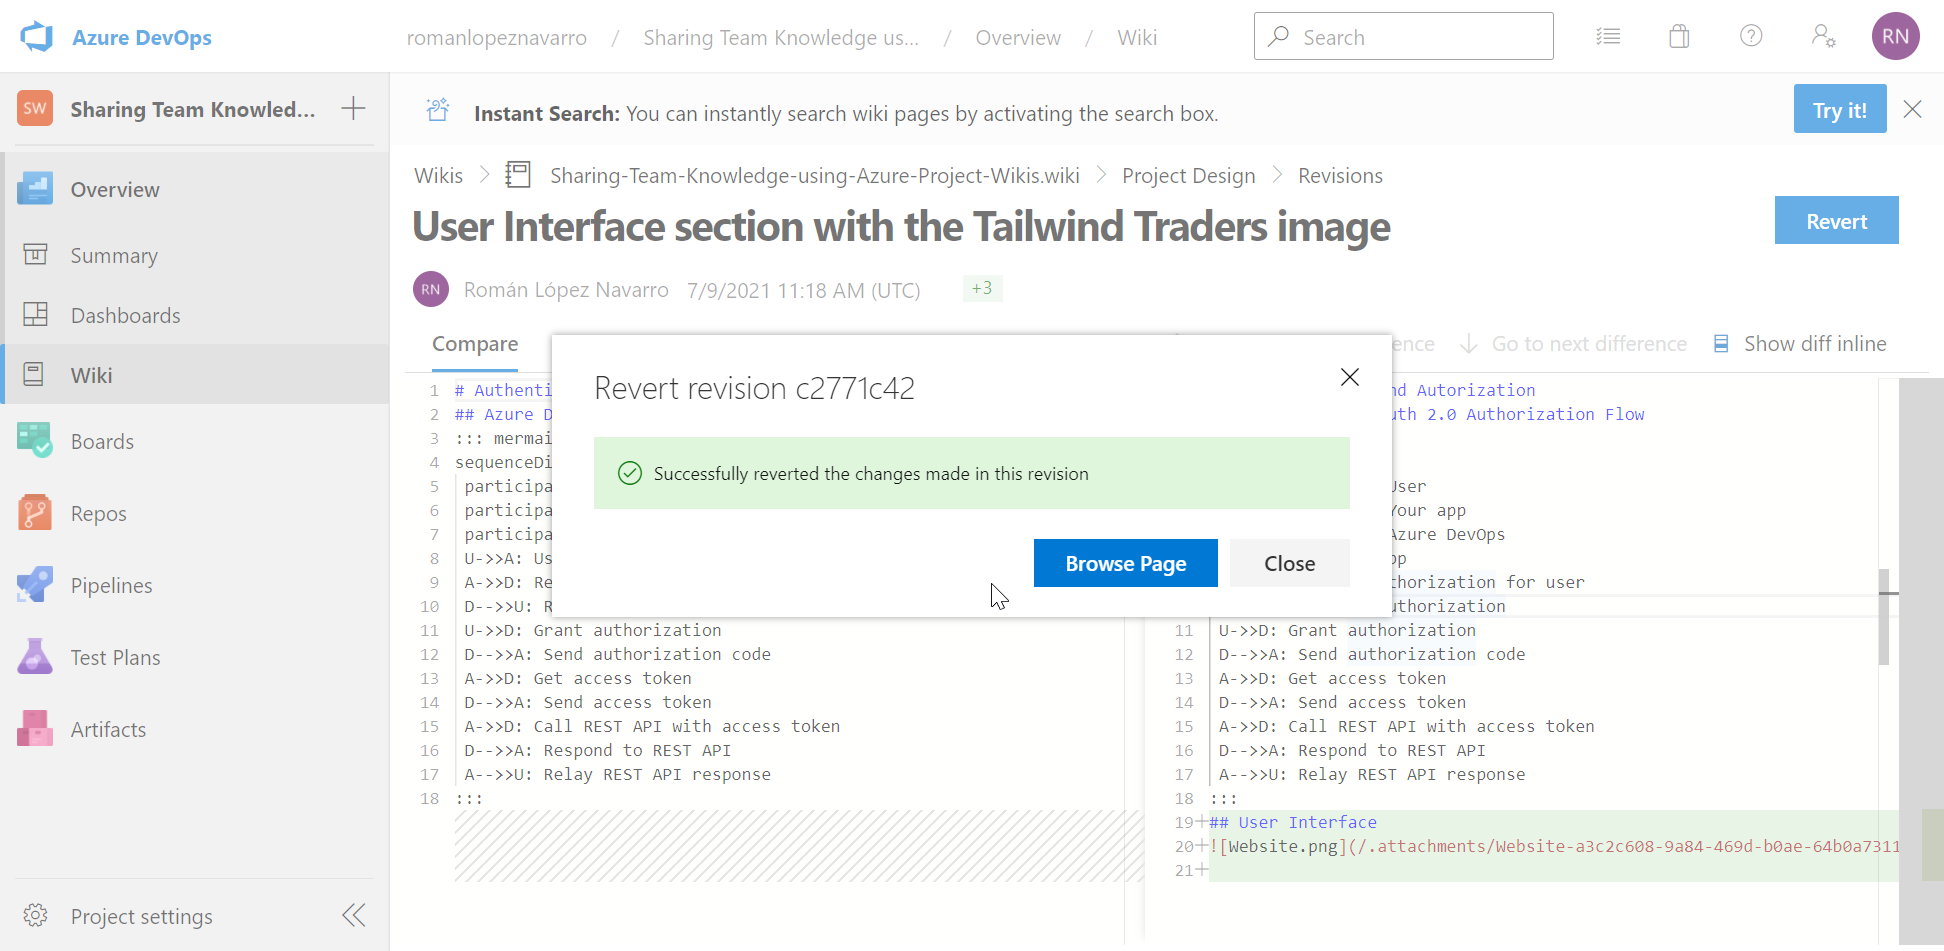 Azure DevOps
romanlopeznavarro / Sharing Team Knowledge us... / Overview / Wiki
Search
RN
SW Sharing Team Knowled...
Instant Search: You can instantly search wiki pages by activating the search box.
Try it!
Overview
Summary
Dashboards
Wiki
Boards
Repos
Pipelines
Test Plans
Artifacts
Project settings
Wikis > Sharing-Team-Knowledge-using-Azure-Project-Wikis.wiki > Project Design > Revisions
User Interface section with the Tailwind Traders image
Revert
RN Román López Navarro 7/9/2021 11:18 AM (UTC) +3
Compare
Go to next difference Show diff inline
Revert revision c2771c42
Successfully reverted the changes made in this revision
Browse Page
Close
1 # Authenti
2 ## Azure D
3 ::: mermai
4 sequenceDi
5 participa
6 participa
7 participa
8 U->>A: Us
9 A->>D: Re
10 D-->>U: R
11 U->>D: Grant authorization
12 D-->>A: Send authorization code
13 A->>D: Get access token
14 D-->>A: Send access token
15 A->>D: Call REST API with access token
16 D-->>A: Respond to REST API
17 A-->>U: Relay REST API response
18 :::
nd Autorization
uth 2.0 Authorization Flow
User
Your app
Azure DevOps
pp
thorization for user
uthorization
11 U->>D: Grant authorization
12 D-->>A: Send authorization code
13 A->>D: Get access token
14 D-->>A: Send access token
15 A->>D: Call REST API with access token
16 D-->>A: Respond to REST API
17 A-->>U: Relay REST API response
18 :::
19+## User Interface
20+![Website.png](/.attachments/Website-a3c2c608-9a84-469d-b0ae-64b0a7311
21+